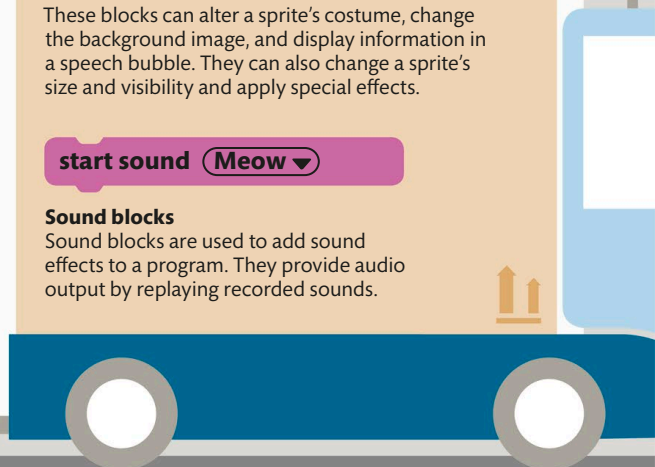 These blocks can alter a sprite’s costume, change
the background image, and display information in
a speech bubble. They can also change a sprite’s
size and visibility and apply special effects.
start sound Meow
Sound blocks
Sound blocks are used to add sound
effects to a program. They provide audio
output by replaying recorded sounds.